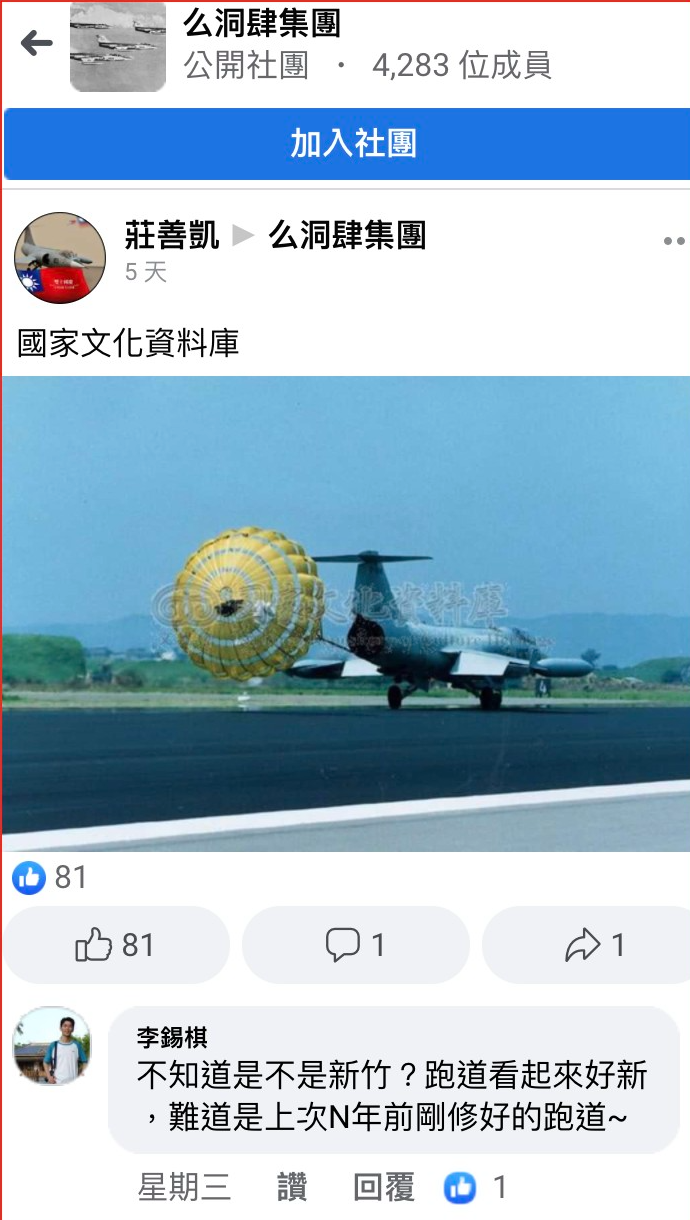 么洞肆集團
公開社團 · 4,283 位成員
加入社團
莊善凱 ▶ 么洞肆集團
5 天
國家文化資料庫
國家文化資料庫
4
81
81
1
1
李錫棋
不知道是不是新竹？跑道看起來好新
，難道是上次N年前剛修好的跑道~
星期三 讚 回覆 1